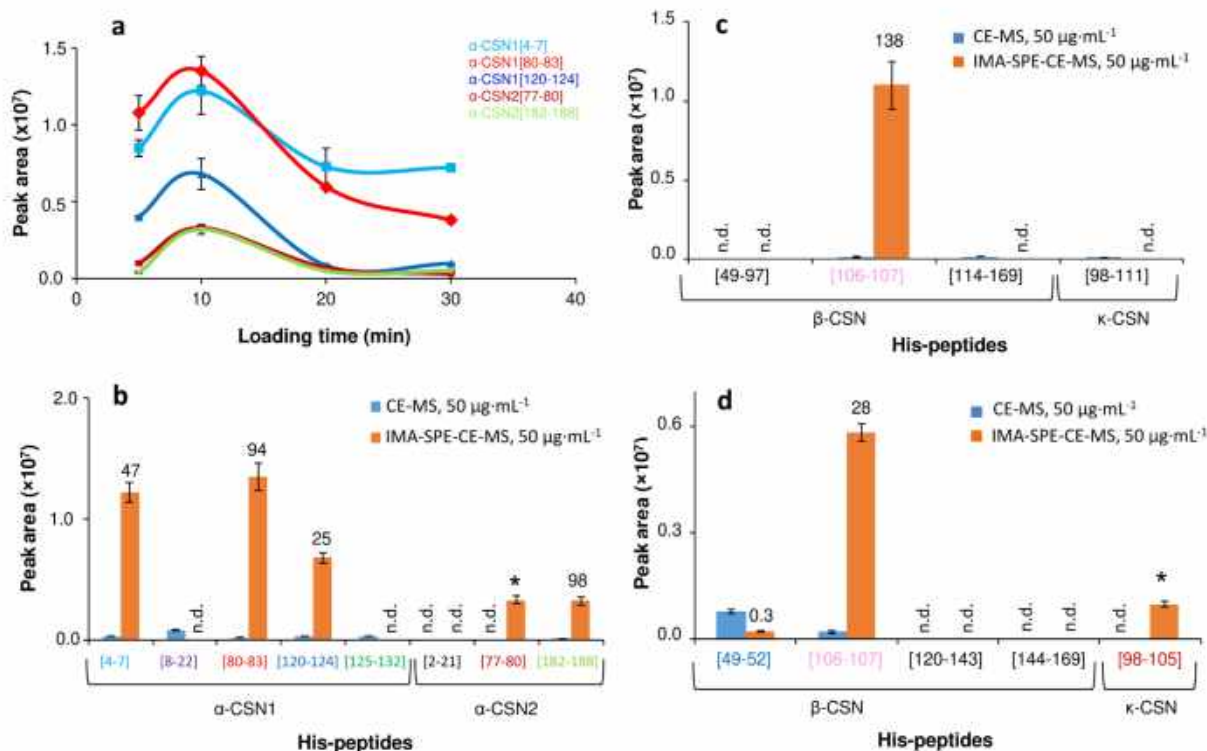 a
1.5
1.0
0.5
0.0
0
10
20
30
40
Peak area (x10⁷)
Loading time (min)
α-CSN1[4-7]
α-CSN1[80-83]
α-CSN1[120-124]
α-CSN2[77-80]
α-CSN2[182-188]
c
CE-MS, 50 µg·mL⁻¹
IMA-SPE-CE-MS, 50 µg·mL⁻¹
1.5
1.0
0.5
0.0
Peak area (×10⁷)
n.d.
n.d.
138
n.d.
n.d.
[49-97]
[106-107]
[114-169]
[98-111]
β-CSN
κ-CSN
His-peptides
b
CE-MS, 50 µg·mL⁻¹
IMA-SPE-CE-MS, 50 µg·mL⁻¹
2.0
1.0
0.0
Peak area (×10⁷)
47
n.d.
94
25
n.d.
n.d.
n.d.
n.d.
*
98
[4-7]
[8-22]
[80-83]
[120-124]
[125-132]
[2-21]
[77-80]
[182-188]
α-CSN1
α-CSN2
His-peptides
d
CE-MS, 50 µg·mL⁻¹
IMA-SPE-CE-MS, 50 µg·mL⁻¹
0.6
0.3
0.0
Peak area (×10⁷)
0.3
28
n.d.
n.d.
n.d.
n.d.
n.d.
*
[49-52]
[106-107]
[120-143]
[144-169]
[98-105]
β-CSN
κ-CSN
His-peptides